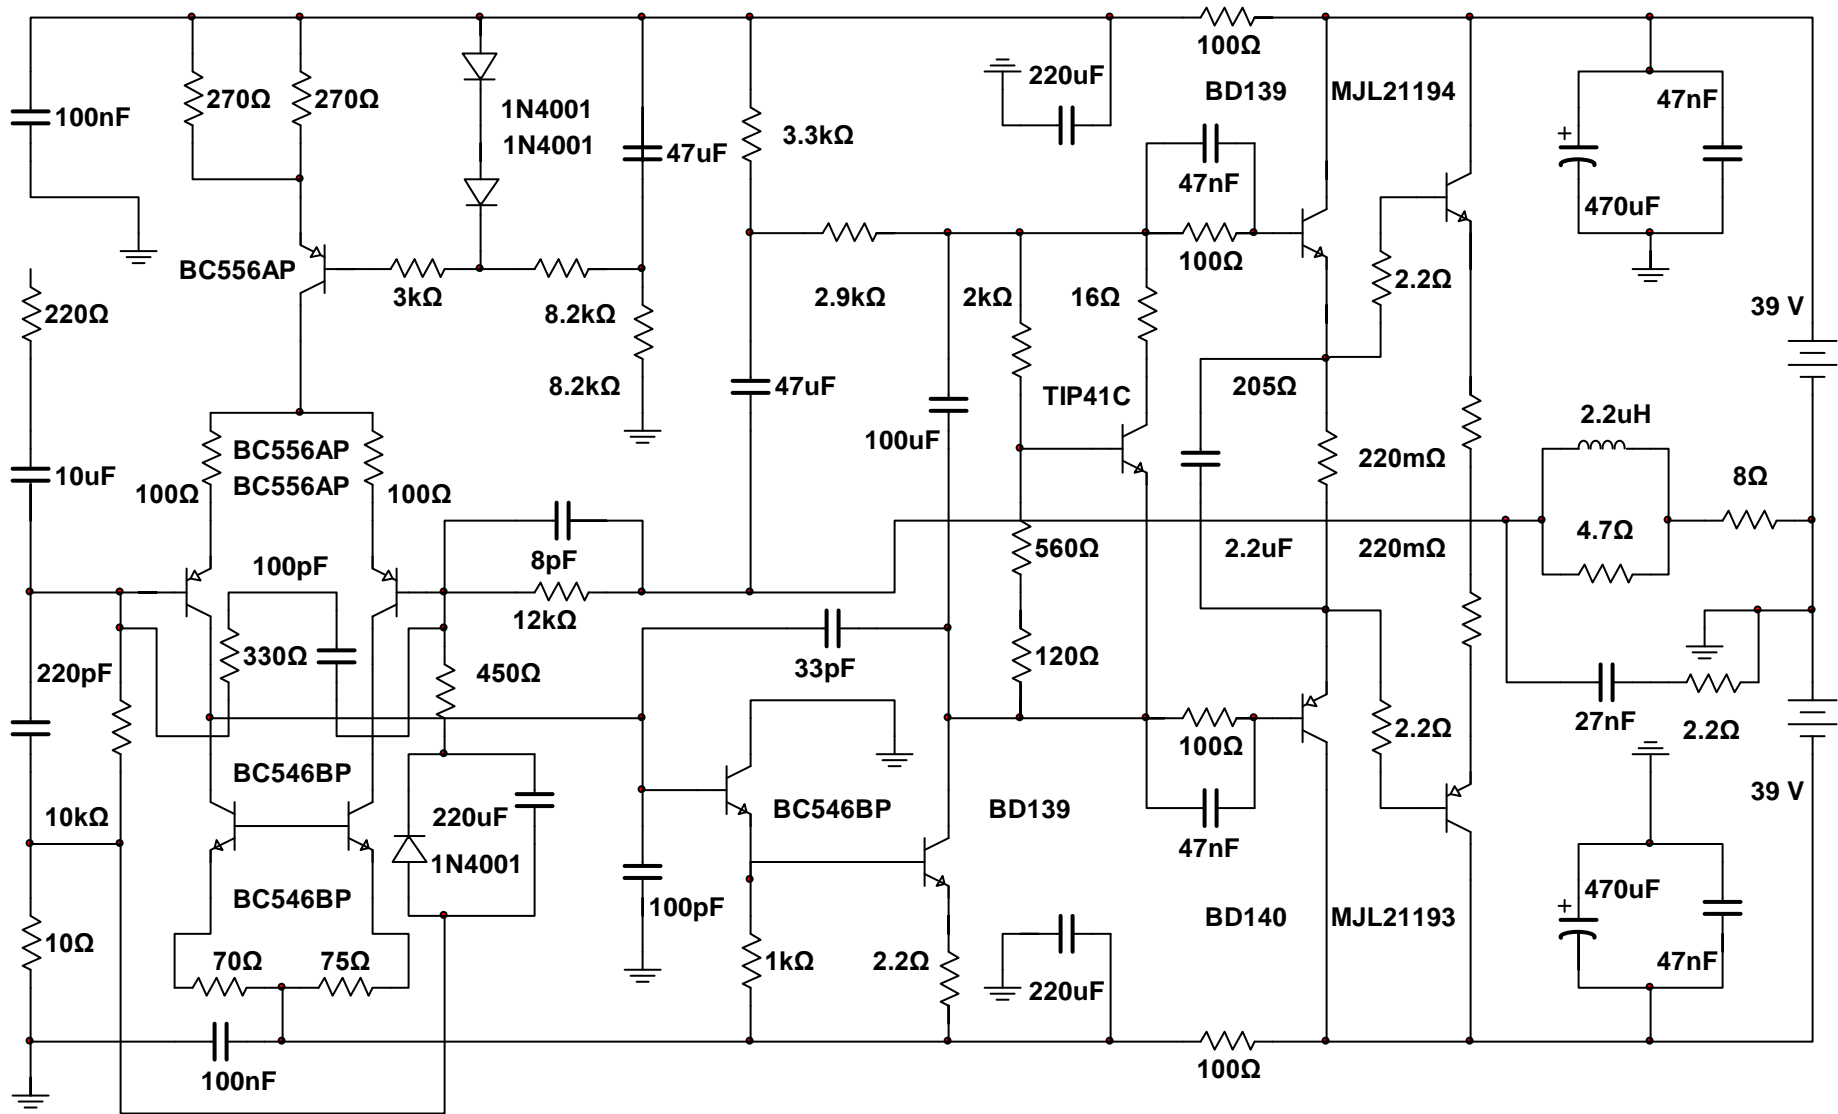 100Ω
220uF
BD139 MJL21194
47nF
270Ω 270Ω
1N4001
1N4001
100nF
3.3kΩ
47uF
47nF
470uF
BC556AP
3kΩ
100Ω
2.2Ω
220Ω
8.2kΩ
2.9kΩ
2kΩ
16Ω
39 V
8.2kΩ
47uF
205Ω
TIP41C
2.2uH
BC556AP
BC556AP
100uF
220mΩ
10uF
100Ω
100Ω
8Ω
100pF
8pF
560Ω
2.2uF
220mΩ
4.7Ω
12kΩ
330Ω
220pF
450Ω
33pF
120Ω
27nF
2.2Ω
100Ω
2.2Ω
BC546BP
10kΩ
220uF
BC546BP
BD139
39 V
1N4001
47nF
BC546BP
100pF
470uF
BD140 MJL21193
10Ω
70Ω
75Ω
1kΩ
2.2Ω
220uF
47nF
100nF
100Ω